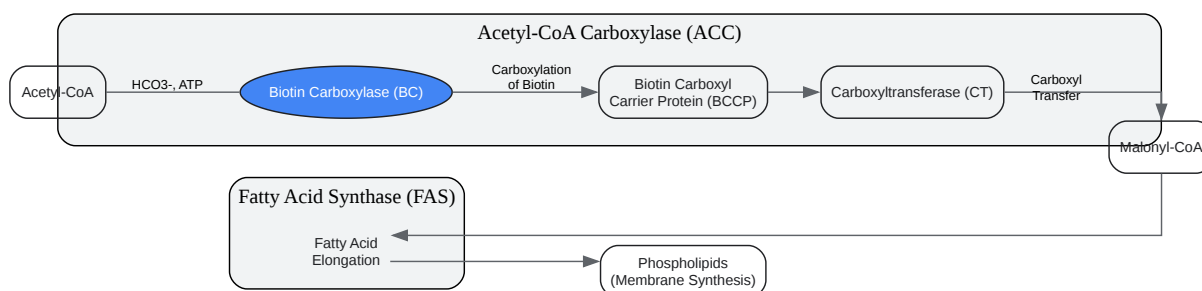 Acetyl-CoA Carboxylase (ACC)
Acetyl-CoA
HCO3-, ATP
Biotin Carboxylase (BC)
Carboxylation
of Biotin
Biotin Carboxyl
Carrier Protein (BCCP)
Carboxyltransferase (CT)
Carboxyl
Transfer
Malonyl-CoA
Fatty Acid Synthase (FAS)
Fatty Acid
Elongation
Phospholipids
(Membrane Synthesis)